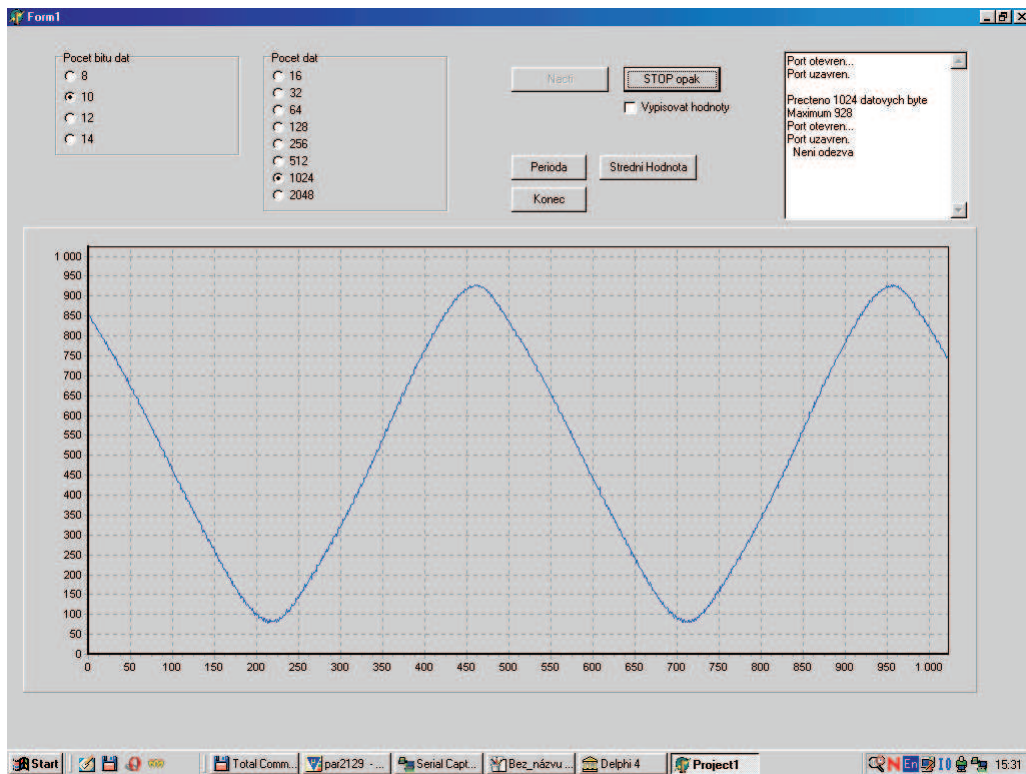 Form1
Pocet bitu dat
8
10
12
14
Pocet dat
16
32
64
128
256
512
1024
2048
Nacti
STOP opak
Vypisovat hodnoty
Perioda
Stredni Hodnota
Konec
Port otevren...
Port uzavren.
Precteno 1024 datovych byte
Maximum 928
Port otevren...
Port uzavren.
Neni odezva
1 000
950
900
850
800
750
700
650
600
550
500
450
400
350
300
250
200
150
100
50
0
0 50 100 150 200 250 300 350 400 450 500 550 600 650 700 750 800 850 900 950 1 000
Start
Total Comm...
par2129 - ...
Serial Capt...
Bez_názvu ...
Delphi 4
Project1
En
15:31